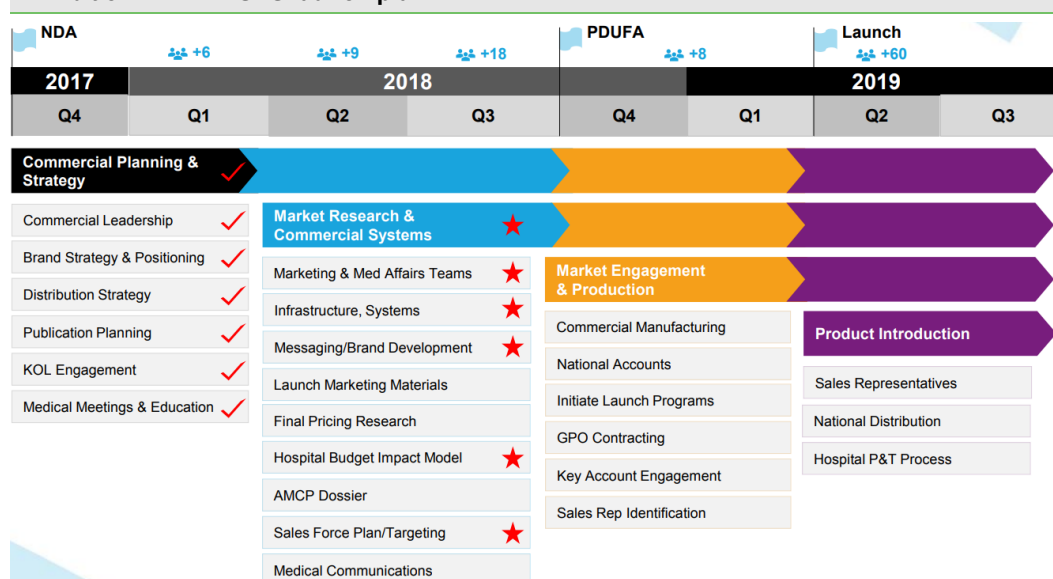 NDA
PDUFA
Launch
+6
+9
+18
+8
+60
2017
2018
2019
Q4
Q1
Q2
Q3
Q4
Q1
Q2
Q3
Commercial Planning &
Strategy
Commercial Leadership
Brand Strategy & Positioning
Distribution Strategy
Publication Planning
KOL Engagement
Medical Meetings & Education
Market Research &
Commercial Systems
Marketing & Med Affairs Teams
Infrastructure, Systems
Messaging/Brand Development
Launch Marketing Materials
Final Pricing Research
Hospital Budget Impact Model
AMCP Dossier
Sales Force Plan/Targeting
Medical Communications
Market Engagement
& Production
Commercial Manufacturing
National Accounts
Initiate Launch Programs
GPO Contracting
Key Account Engagement
Sales Rep Identification
Product Introduction
Sales Representatives
National Distribution
Hospital P&T Process